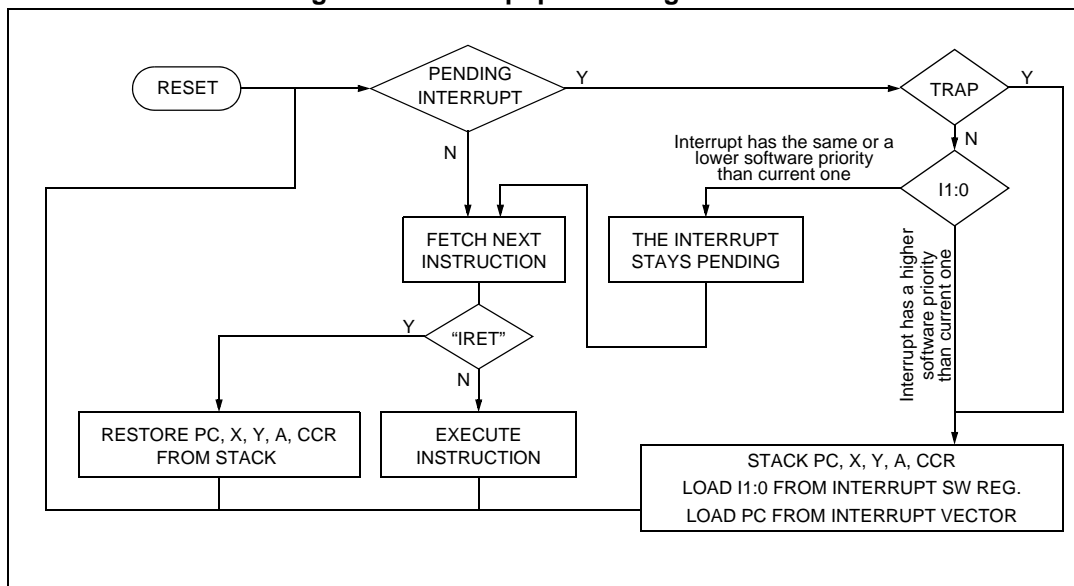 RESET
PENDING
INTERRUPT
Y
TRAP
Y
N
N
Interrupt has the same or a
lower software priority
than current one
I1:0
FETCH NEXT
INSTRUCTION
THE INTERRUPT
STAYS PENDING
Interrupt has a higher
software priority
than current one
Y
“IRET”
N
RESTORE PC, X, Y, A, CCR
FROM STACK
EXECUTE
INSTRUCTION
STACK PC, X, Y, A, CCR
LOAD I1:0 FROM INTERRUPT SW REG.
LOAD PC FROM INTERRUPT VECTOR